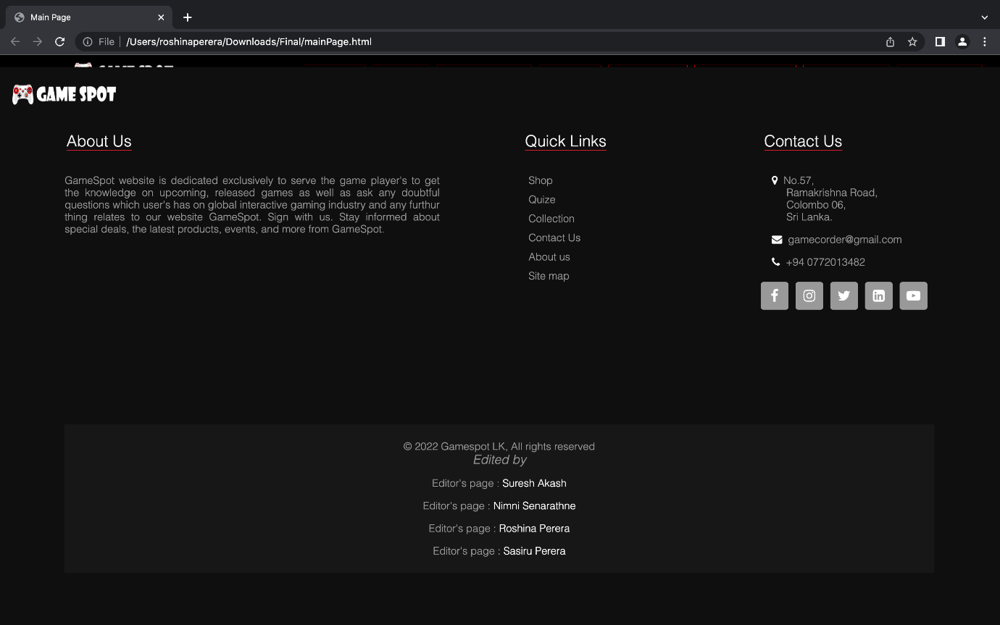 Main Page
File
/Users/roshinaperera/Downloads/Final/mainPage.html
GAME SPOT
About Us
GameSpot website is dedicated exclusively to serve the game player's to get
the knowledge on upcoming, released games as well as ask any doubtful
questions which user's has on global interactive gaming industry and any furthur
thing relates to our website GameSpot. Sign with us. Stay informed about
special deals, the latest products, events, and more from GameSpot.
Quick Links
Shop
Quize
Collection
Contact Us
About us
Site map
Contact Us
No.57,
Ramakrishna Road,
Colombo 06,
Sri Lanka.
gamecorder@gmail.com
+94 0772013482
© 2022 Gamespot LK, All rights reserved
Edited by
Editor's page : Suresh Akash
Editor's page : Nimni Senarathne
Editor's page : Roshina Perera
Editor's page : Sasiru Perera